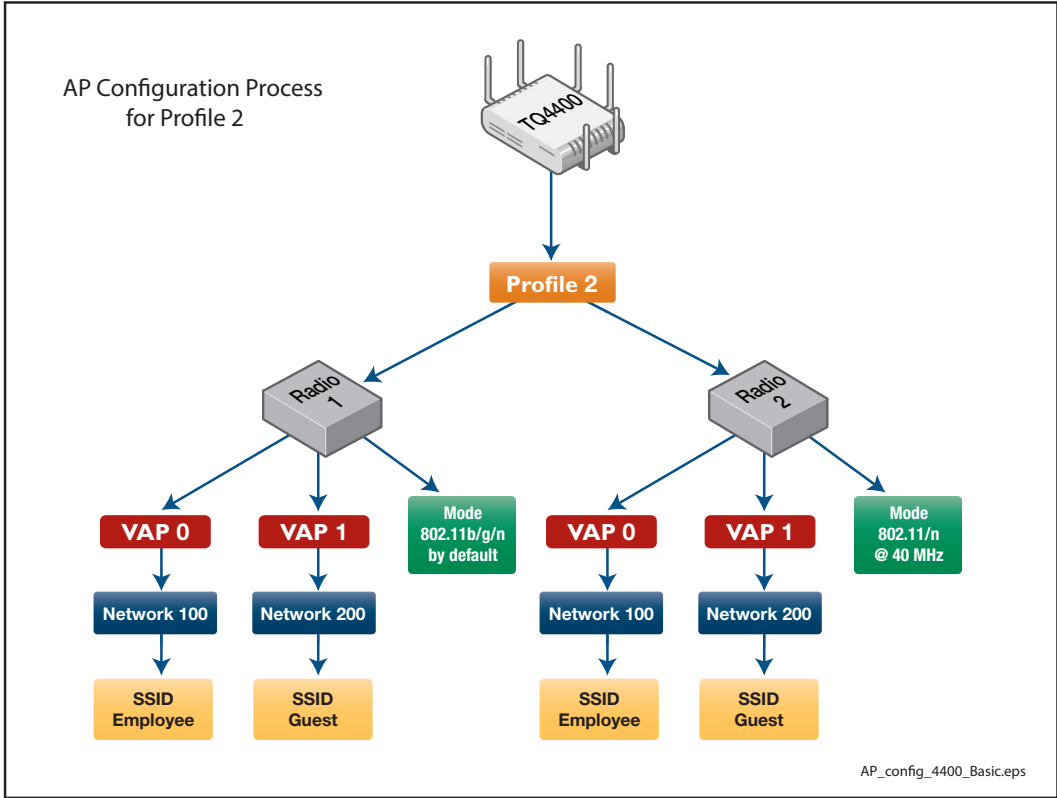 AP Configuration Process
for Profile 2
TQ4400
Profile 2
Radio
1
Radio
2
VAP 0
VAP 1
Mode
802.11b/g/n
by default
VAP 0
VAP 1
Mode
802.11/n
@ 40 MHz
Network 100
Network 200
Network 100
Network 200
SSID
Employee
SSID
Guest
SSID
Employee
SSID
Guest
AP_config_4400_Basic.eps